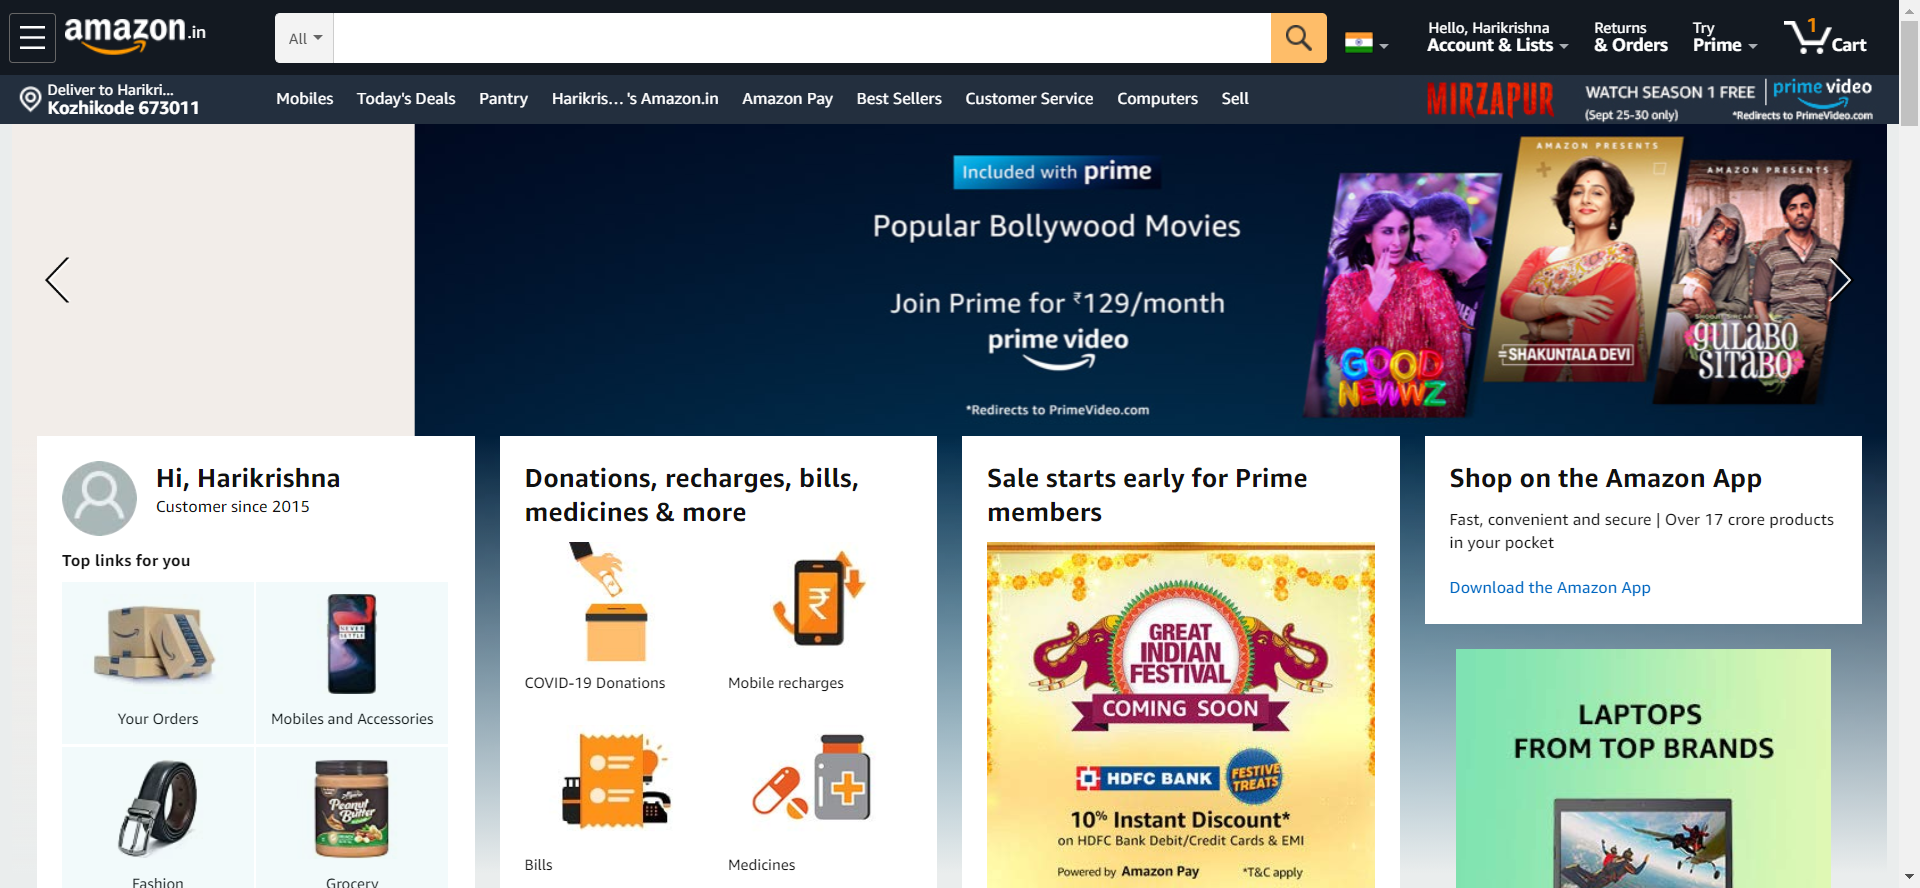 amazon.in
All
Hello, Harikrishna
Account & Lists
Returns
& Orders
Try
Prime
1
Cart
Deliver to Harikri...
Kozhikode 673011
Mobiles
Today's Deals
Pantry
Harikris... 's Amazon.in
Amazon Pay
Best Sellers
Customer Service
Computers
Sell
MIRZAPUR
WATCH SEASON 1 FREE
(Sept 25-30 only)
prime video
*Redirects to PrimeVideo.com
Included with prime
Popular Bollywood Movies
Join Prime for ₹129/month
prime video
*Redirects to PrimeVideo.com
GOOD
NEWWZ
AMAZON PRESENTS
=SHAKUNTALA DEVI
AMAZON PRESENTS
GULABO
SITABO
Hi, Harikrishna
Customer since 2015
Top links for you
NEVER
SETTLE
Your Orders
Mobiles and Accessories
Peanut
Butter
Fashion
Grocery
Donations, recharges, bills,
medicines & more
₹
COVID-19 Donations
Mobile recharges
Bills
Medicines
Sale starts early for Prime
members
GREAT
INDIAN
FESTIVAL
COMING SOON
HDFC BANK
FESTIVE
TREATS
10% Instant Discount*
on HDFC Bank Debit/Credit Cards & EMI
Powered by Amazon Pay
*T&C apply
Shop on the Amazon App
Fast, convenient and secure | Over 17 crore products
in your pocket
Download the Amazon App
LAPTOPS
FROM TOP BRANDS